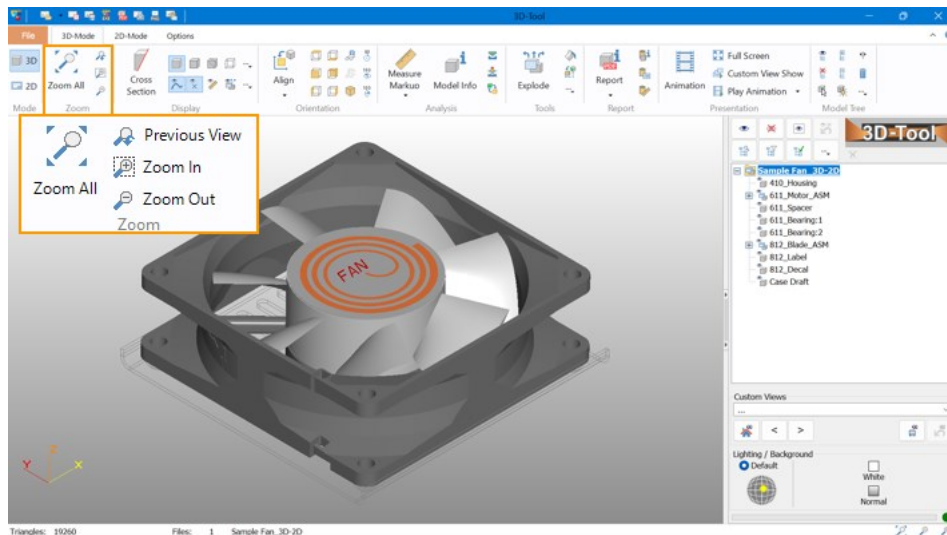 3D-Tool
File 3D-Mode 2D-Mode Options
3D
2D
Mode
Zoom All
Zoom
Cross
Section
Display
Align
Orientation
Measure
Markup
Model Info
Analysis
Explode
Tools
Report
Report
Animation
Full Screen
Custom View Show
Play Animation
Presentation
Model Tree
Zoom All
Previous View
Zoom In
Zoom Out
Zoom
3D-Tool
Sample Fan_3D-2D
410_Housing
611_Motor_ASM
611_Spacer
611_Bearing:1
611_Bearing:2
812_Blade_ASM
812_Label
812_Decal
Case Draft
FAN
Z
Y X
Custom Views
...
< >
Lighting / Background
Default
White
Normal
Triangles: 19260 Files: 1 Sample Fan_3D-2D